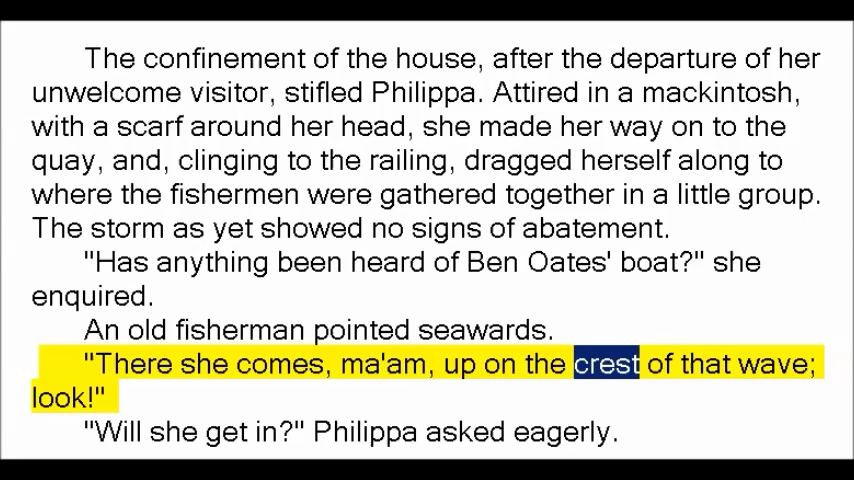 The confinement of the house, after the departure of her
unwelcome visitor, stifled Philippa. Attired in a mackintosh,
with a scarf around her head, she made her way on to the
quay, and, clinging to the railing, dragged herself along to
where the fishermen were gathered together in a little group.
The storm as yet showed no signs of abatement.
"Has anything been heard of Ben Oates' boat?" she
enquired.
An old fisherman pointed seawards.
"There she comes, ma'am, up on the crest of that wave;
look!"
"Will she get in?" Philippa asked eagerly.